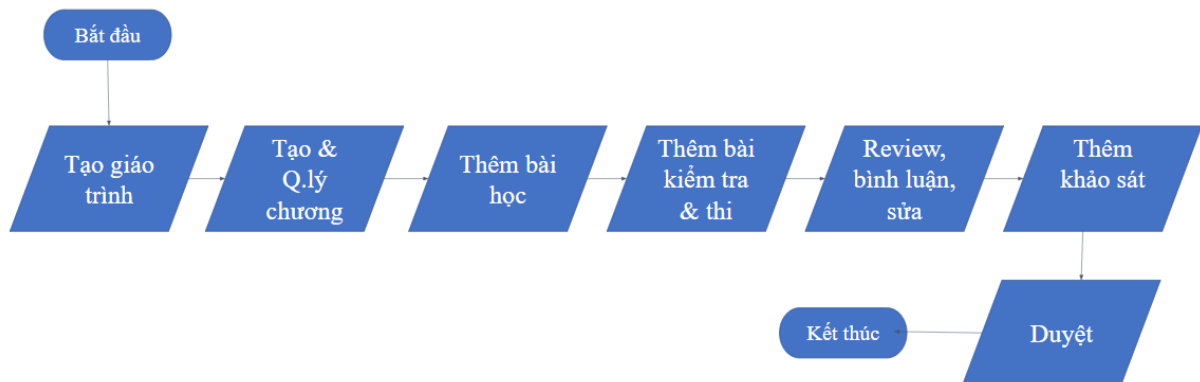 Bắt đầu
Tạo giáo
trình
Tạo &
Q.lý
chương
Thêm bài
học
Thêm bài
kiểm tra
& thi
Review,
bình luận,
sửa
Thêm
khảo sát
Duyệt
Kết thúc